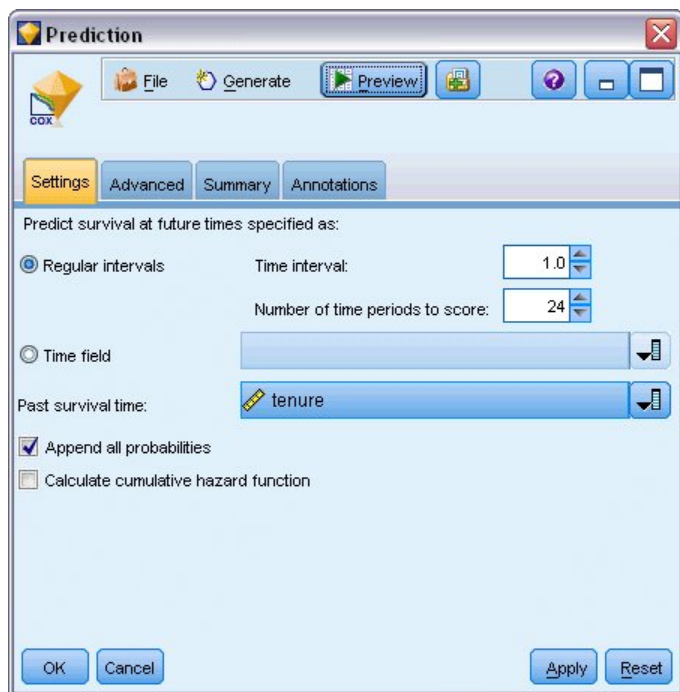 Prediction
COX
File
Generate
Preview
Settings
Advanced
Summary
Annotations
Predict survival at future times specified as:
Regular intervals
Time interval:
1.0
Number of time periods to score:
24
Time field
Past survival time:
tenure
Append all probabilities
Calculate cumulative hazard function
OK
Cancel
Apply
Reset